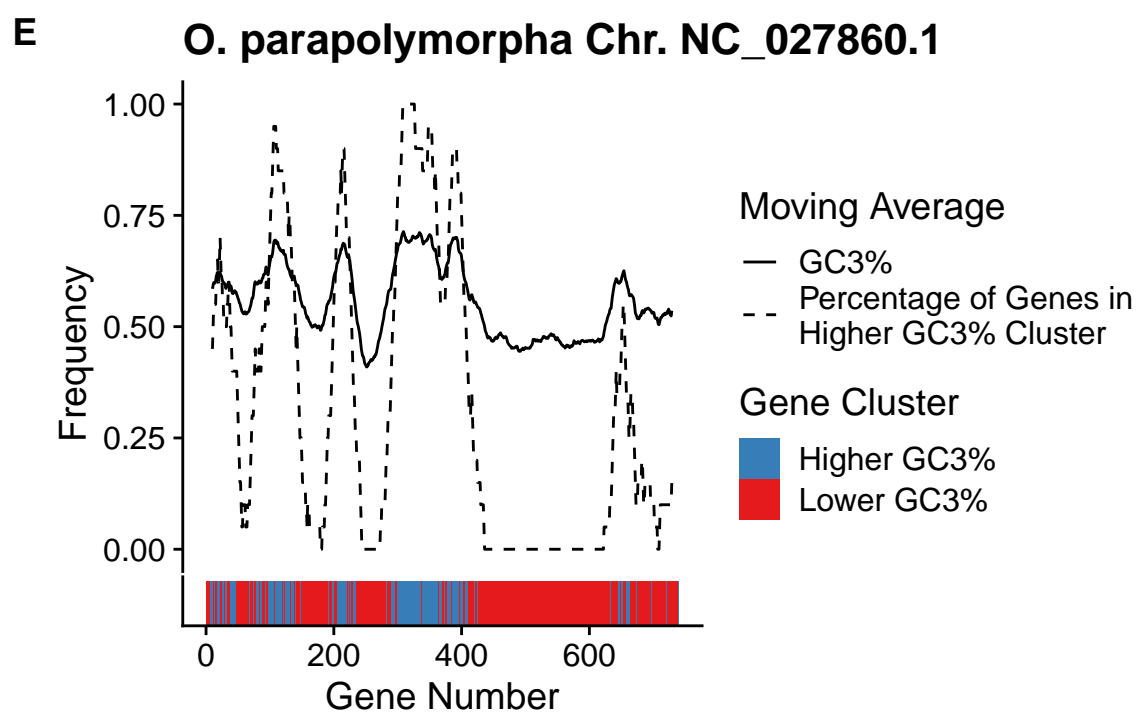 E
O. parapolymorpha Chr. NC_027860.1
1.00
0.75
0.50
0.25
0.00
Frequency
0 200 400 600
Gene Number
Moving Average
GC3%
Percentage of Genes in
Higher GC3% Cluster
Gene Cluster
Higher GC3%
Lower GC3%